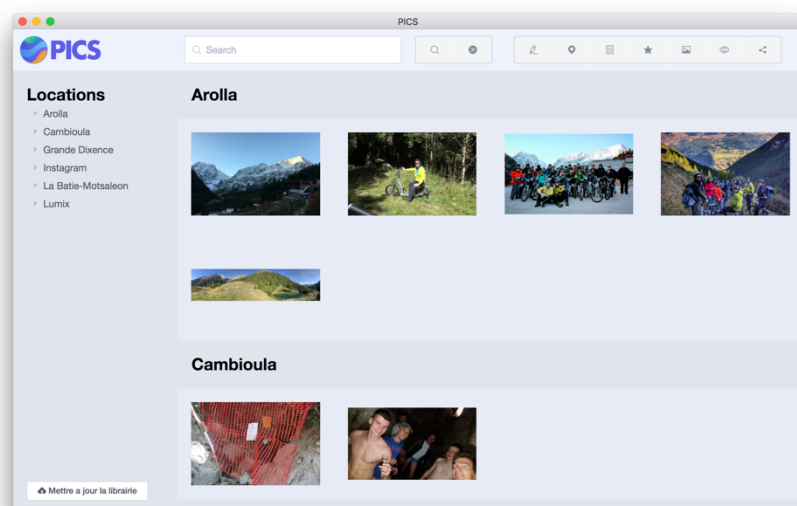 PICS
PICS
Search
Locations
Arolla
Cambioula
Grande Dixence
Instagram
La Batie-Motsaleon
Lumix
Mettre a jour la librairie
Arolla
Cambioula